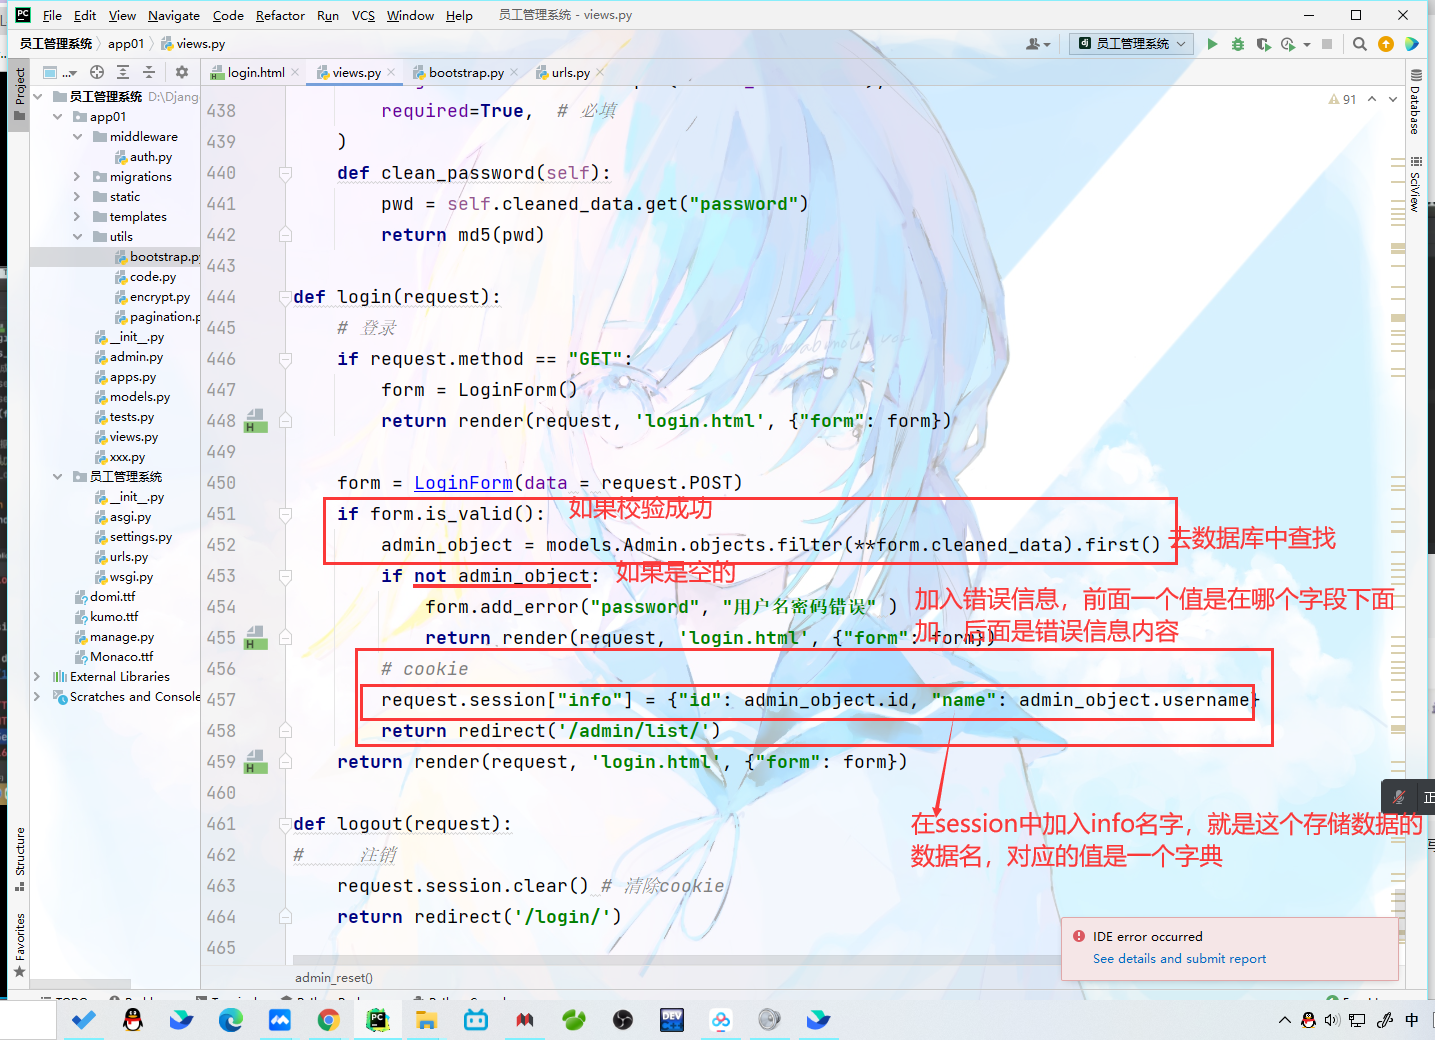 File Edit View Navigate Code Refactor Run VCS Window Help 员工管理系统 - views.py
员工管理系统 app01 views.py
员工管理系统
login.html views.py bootstrap.py urls.py
Project
员工管理系统 D:\Djang
app01
middleware
auth.py
migrations
static
templates
utils
bootstrap.py
code.py
encrypt.py
pagination.p
__init__.py
admin.py
apps.py
models.py
tests.py
views.py
xxx.py
员工管理系统
__init__.py
asgi.py
settings.py
urls.py
wsgi.py
domi.ttf
kumo.ttf
manage.py
Monaco.ttf
External Libraries
Scratches and Console
Structure
Favorites
91
Database
SciView
438 required=True, # 必填
439 )
440 def clean_password(self):
441 pwd = self.cleaned_data.get("password")
442 return md5(pwd)
443
444 def login(request):
445 # 登录
446 if request.method == "GET":
447 form = LoginForm()
448 return render(request, 'login.html', {"form": form})
449
450 form = LoginForm(data = request.POST)
451 if form.is_valid(): 如果校验成功
452 admin_object = models.Admin.objects.filter(**form.cleaned_data).first() 去数据库中查找
453 if not admin_object: 如果是空的
454 form.add_error("password", "用户名密码错误" )
加入错误信息，前面一个值是在哪个字段下面
455 return render(request, 'login.html', {"form": form})
加，后面是错误信息内容
456 # cookie
457 request.session["info"] = {"id": admin_object.id, "name": admin_object.username}
458 return redirect('/admin/list/')
459 return render(request, 'login.html', {"form": form})
460
461 def logout(request):
在session中加入info名字，就是这个存储数据的
数据名，对应的值是一个字典
462 # 注销
463 request.session.clear() # 清除cookie
464 return redirect('/login/')
465
admin_reset()
IDE error occurred
See details and submit report
中